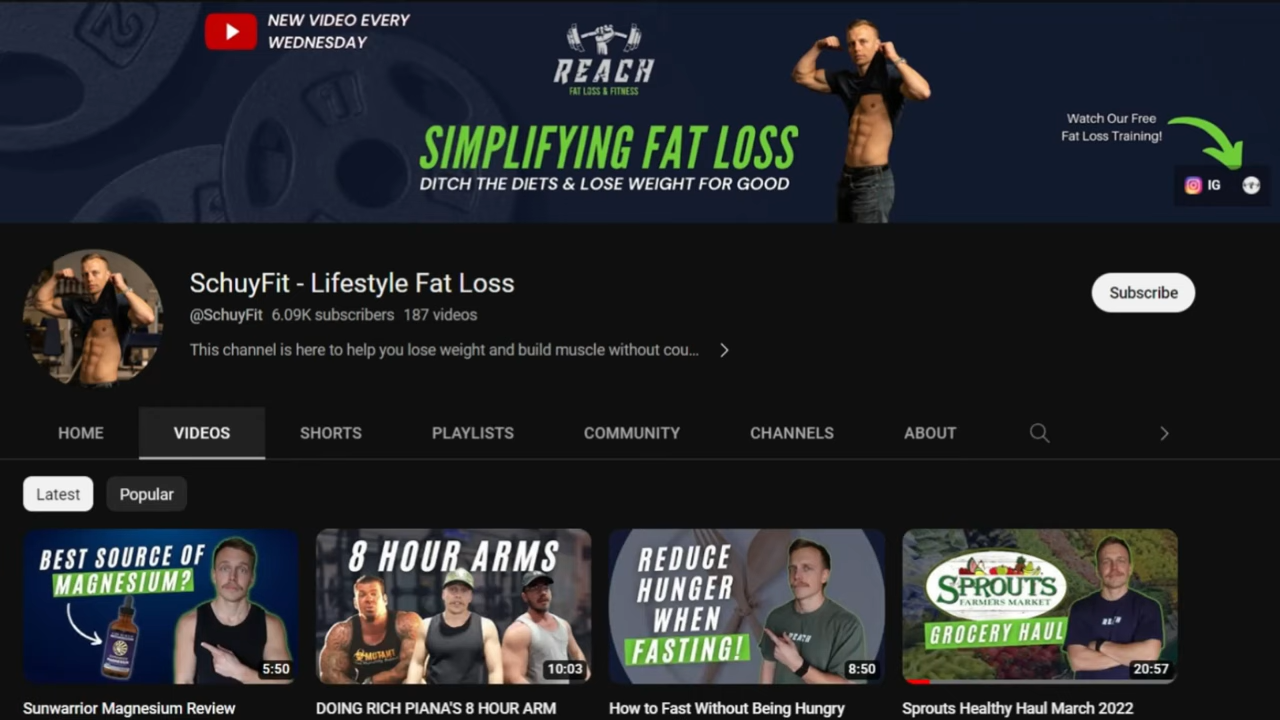 NEW VIDEO EVERY
WEDNESDAY
REACH
FAT LOSS & FITNESS
SIMPLIFYING FAT LOSS
DITCH THE DIETS & LOSE WEIGHT FOR GOOD
Watch Our Free
Fat Loss Training!
IG
SchuyFit - Lifestyle Fat Loss
@SchuyFit 6.09K subscribers 187 videos
This channel is here to help you lose weight and build muscle without cou...
Subscribe
HOME VIDEOS SHORTS PLAYLISTS COMMUNITY CHANNELS ABOUT
Latest Popular
BEST SOURCE OF
MAGNESIUM?
5:50
8 HOUR ARMS
MUTANT
10:03
REDUCE
HUNGER
WHEN
FASTING!
REACH
8:50
SPROUTS
FARMERS MARKET
GROCERY HAUL
20:57
Sunwarrior Magnesium Review
DOING RICH PIANA'S 8 HOUR ARM
How to Fast Without Being Hungry
Sprouts Healthy Haul March 2022